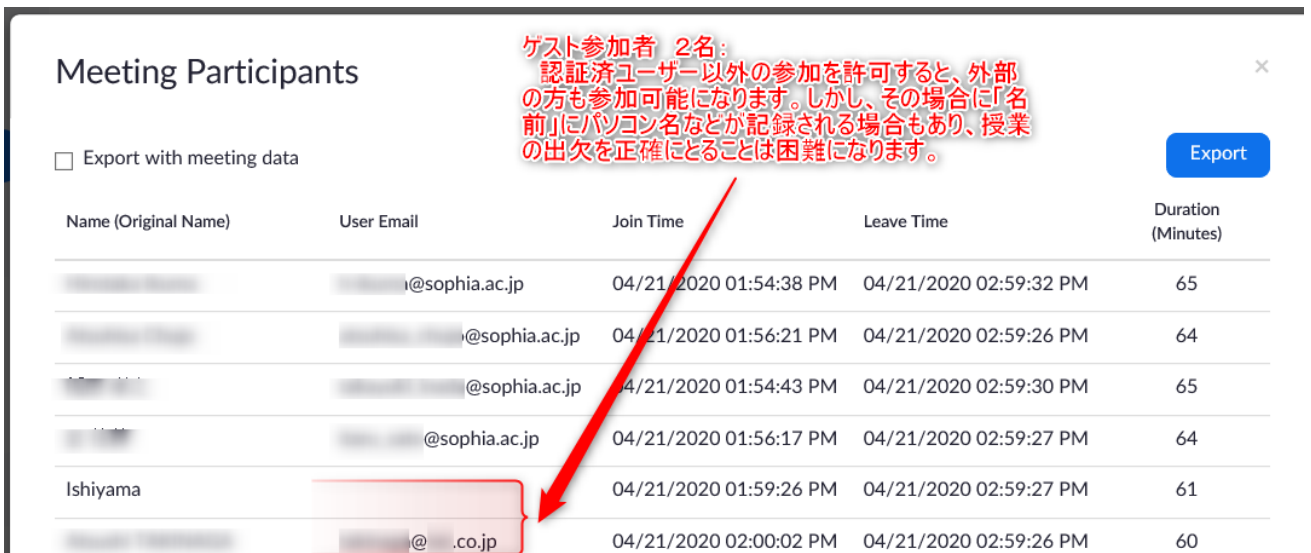 ゲスト参加者 2名:
Meeting Participants
認証済ユーザー以外の参加を許可すると、外部
の方も参加可能になります。しかし、その場合に「名
前」にパソコン名などが記録される場合もあり、授業
の出欠を正確にとることは困難になります。
×
Export with meeting data
Export
Name (Original Name) User Email Join Time Leave Time Duration (Minutes)
@sophia.ac.jp 04/21/2020 01:54:38 PM 04/21/2020 02:59:32 PM 65
@sophia.ac.jp 04/21/2020 01:56:21 PM 04/21/2020 02:59:26 PM 64
@sophia.ac.jp 04/21/2020 01:54:43 PM 04/21/2020 02:59:30 PM 65
@sophia.ac.jp 04/21/2020 01:56:17 PM 04/21/2020 02:59:27 PM 64
Ishiyama 04/21/2020 01:59:26 PM 04/21/2020 02:59:27 PM 61
@ .co.jp 04/21/2020 02:00:02 PM 04/21/2020 02:59:26 PM 60